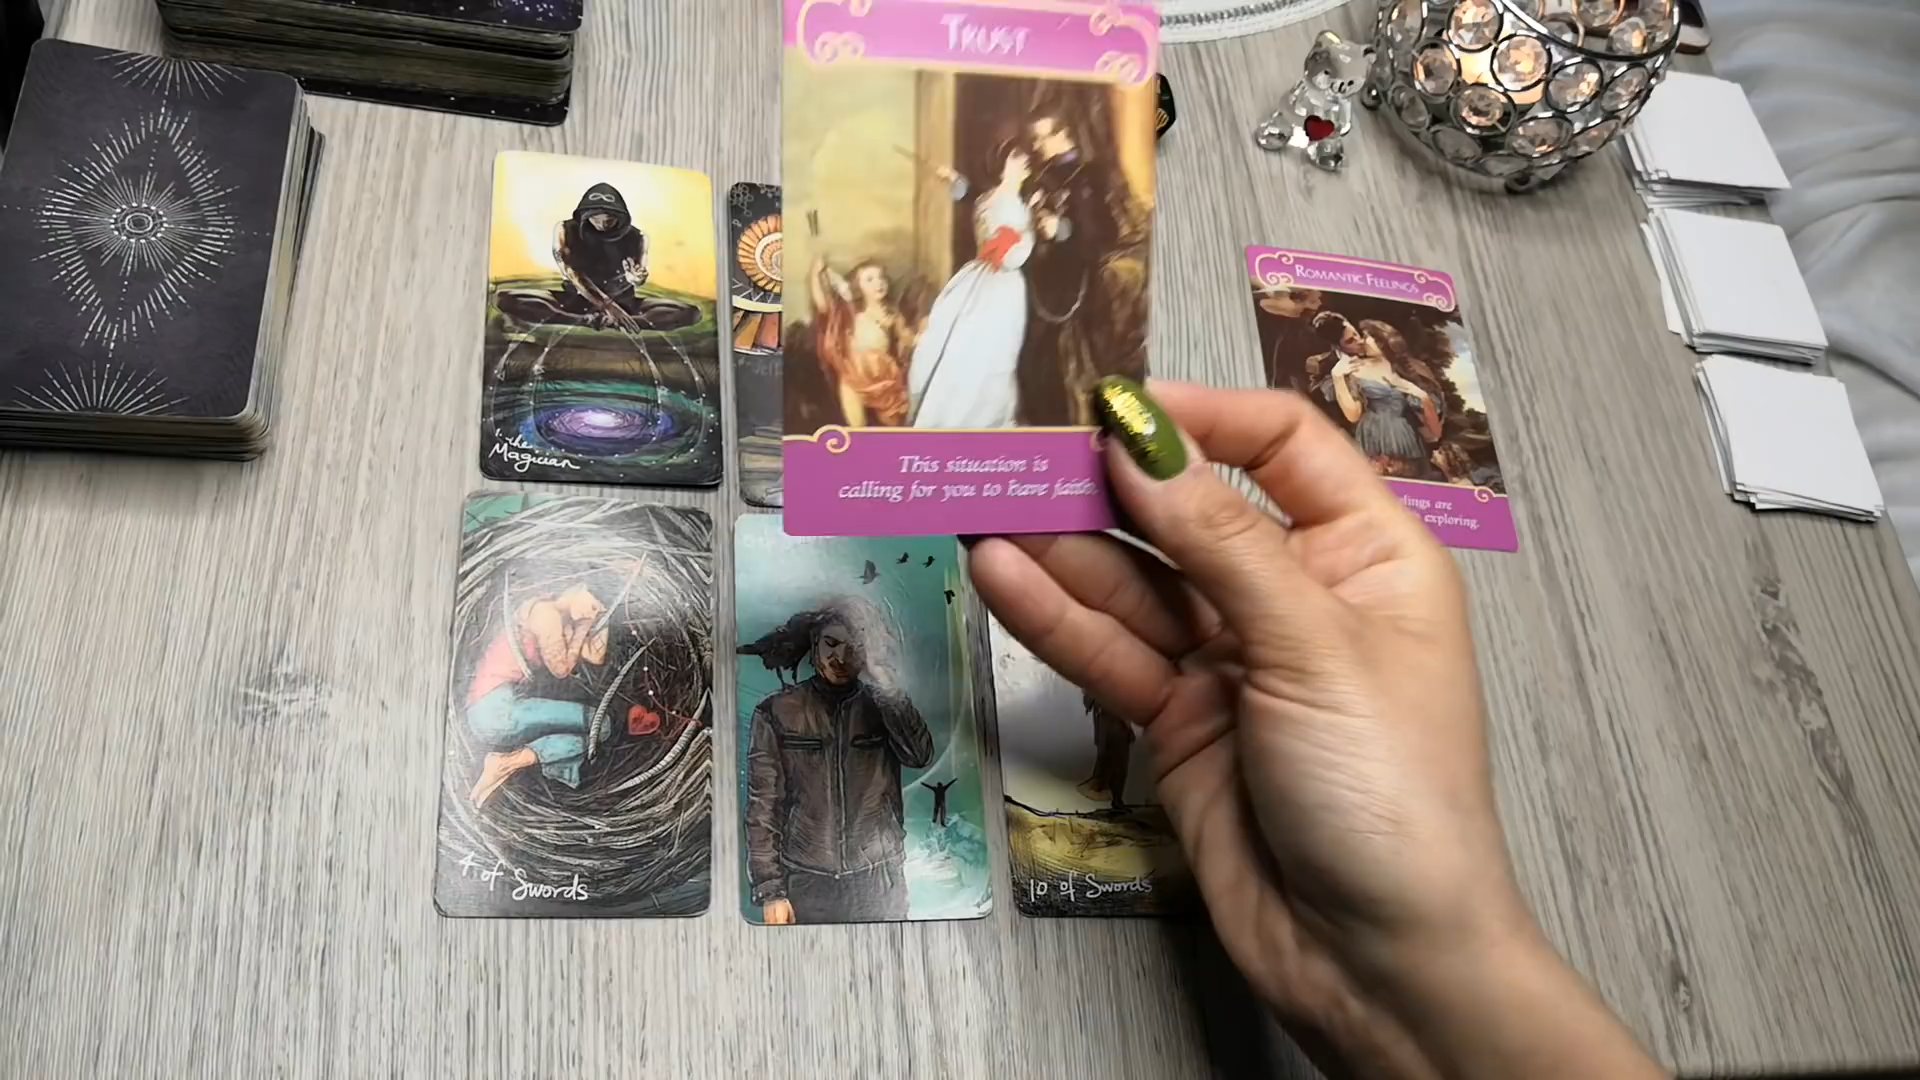 TRUST
This situation is
calling for you to have faith.
ROMANTIC FEELINGS
exploring.
1. the
Magician
4 of Swords
10 of Swords